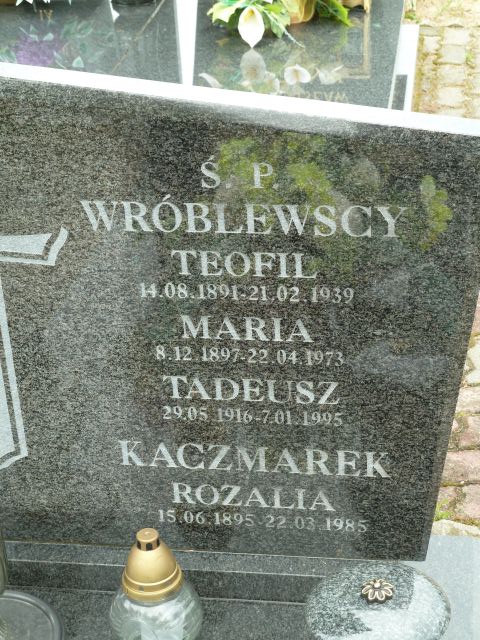 Ś. P.
WRÓBLEWSCY
TEOFIL
14.08.1891-21.02.1939
MARIA
8.12.1897-22.04.1973
TADEUSZ
29.05.1916-7.01.1995
KACZMAREK
ROZALIA
15.06.1895-22.03.1985